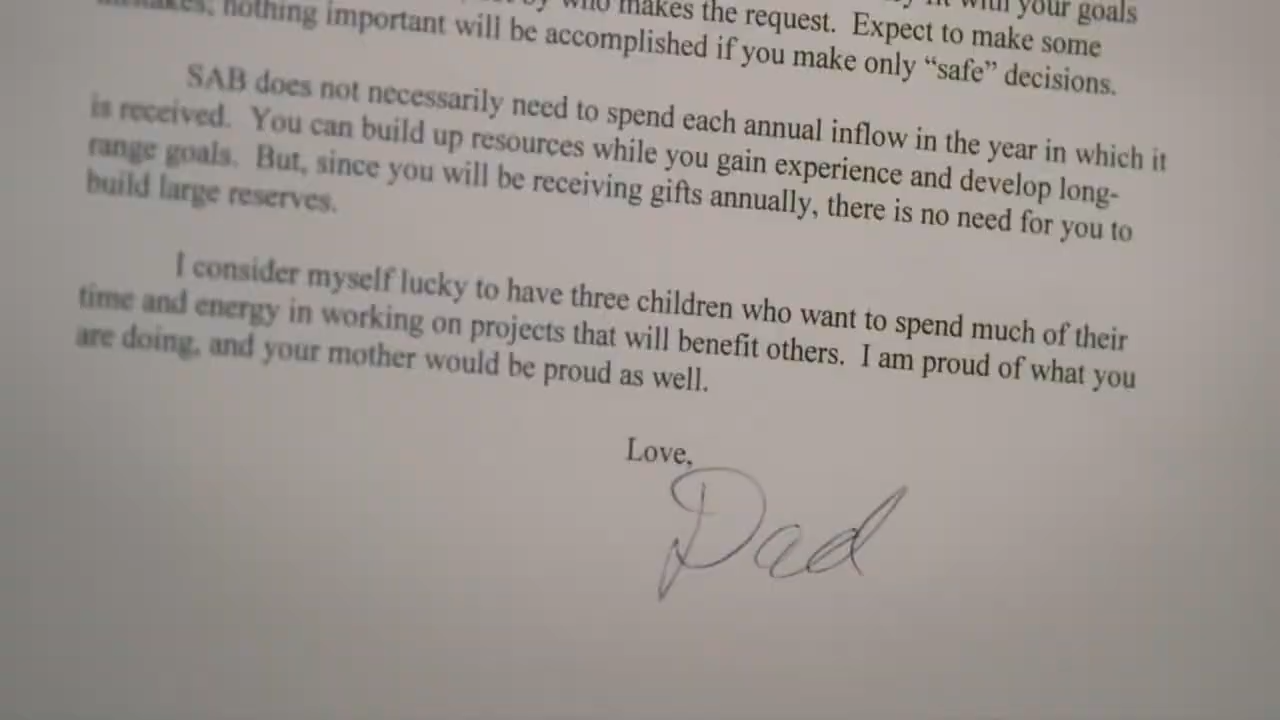 with your goals
who makes the request. Expect to make some
mistakes; nothing important will be accomplished if you make only “safe” decisions.
SAB does not necessarily need to spend each annual inflow in the year in which it
is received. You can build up resources while you gain experience and develop long-
range goals. But, since you will be receiving gifts annually, there is no need for you to
build large reserves.
I consider myself lucky to have three children who want to spend much of their
time and energy in working on projects that will benefit others. I am proud of what you
are doing, and your mother would be proud as well.
Love,
Dad